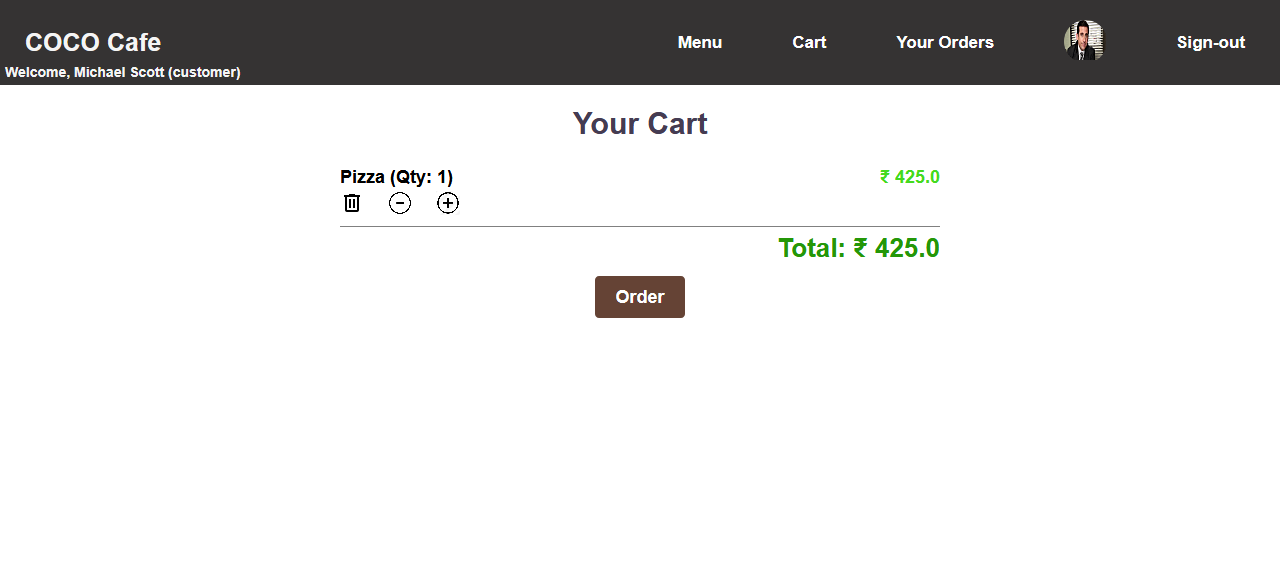 COCO Cafe
Menu
Cart
Your Orders
Sign-out
Welcome, Michael Scott (customer)
Your Cart
Pizza (Qty: 1)
₹ 425.0
Total: ₹ 425.0
Order